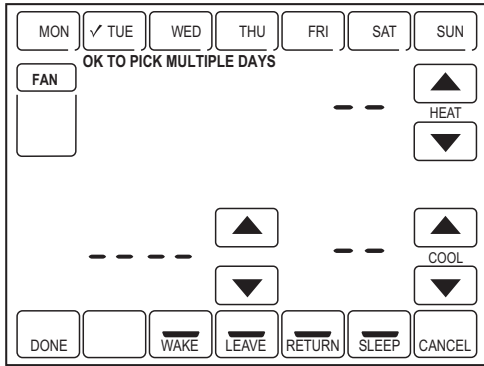 MON ✓ TUE WED THU FRI SAT SUN
OK TO PICK MULTIPLE DAYS
FAN
-- HEAT
---- -- COOL
DONE WAKE LEAVE RETURN SLEEP CANCEL